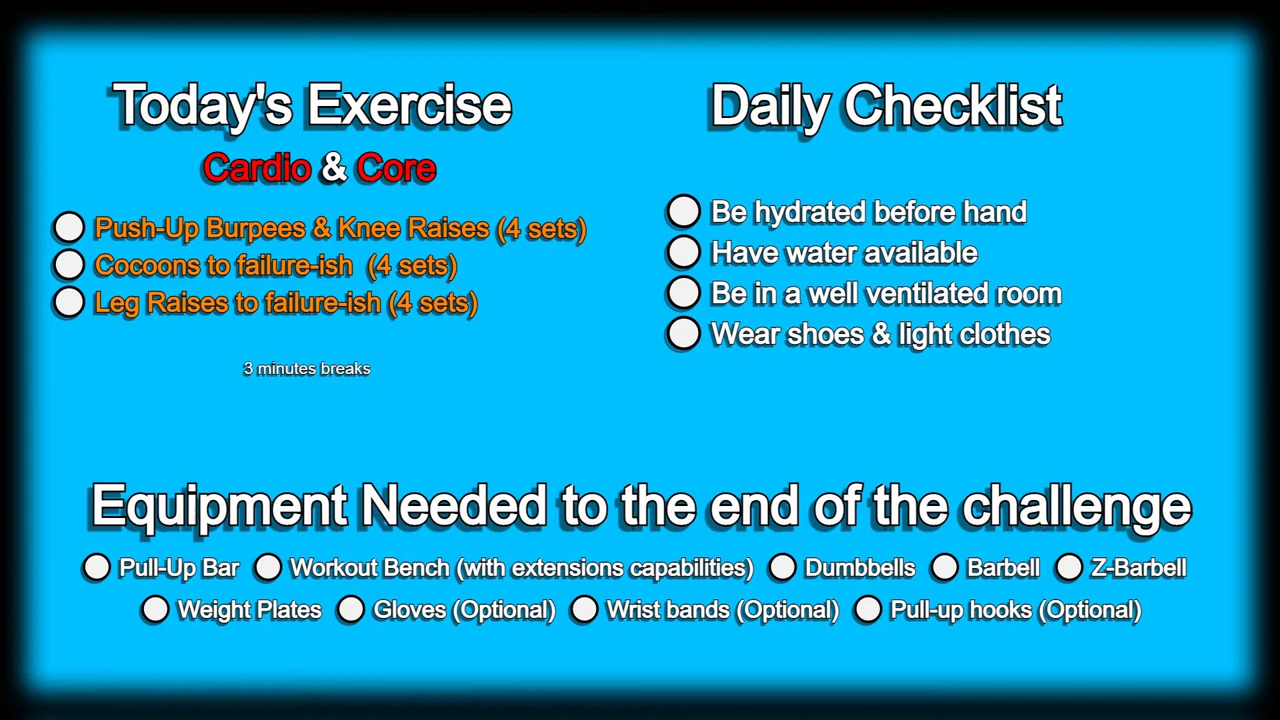 Today's Exercise
Cardio & Core
Push-Up Burpees & Knee Raises (4 sets)
Cocoons to failure-ish (4 sets)
Leg Raises to failure-ish (4 sets)
3 minutes breaks
Daily Checklist
Be hydrated before hand
Have water available
Be in a well ventilated room
Wear shoes & light clothes
Equipment Needed to the end of the challenge
Pull-Up Bar Workout Bench (with extensions capabilities) Dumbbells Barbell Z-Barbell
Weight Plates Gloves (Optional) Wrist bands (Optional) Pull-up hooks (Optional)